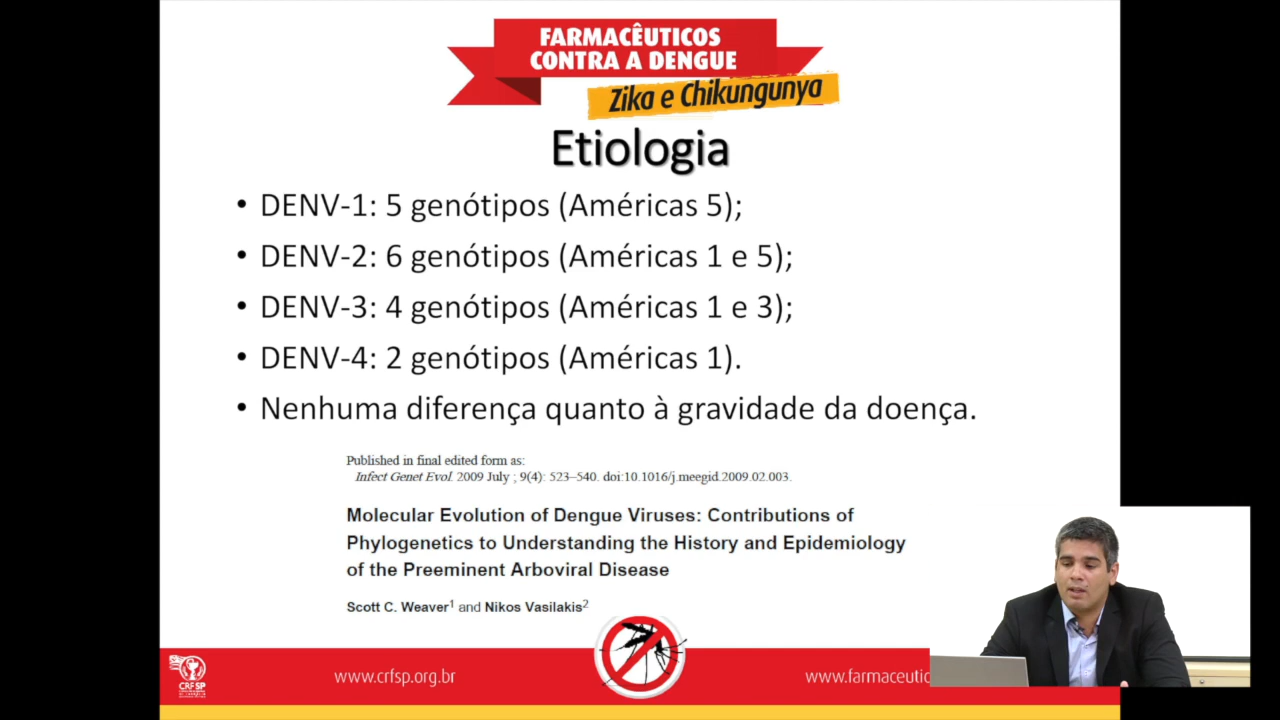 FARMACÊUTICOS
CONTRA A DENGUE
Zika e Chikungunya
Etiologia
• DENV-1: 5 genótipos (Américas 5);
• DENV-2: 6 genótipos (Américas 1 e 5);
• DENV-3: 4 genótipos (Américas 1 e 3);
• DENV-4: 2 genótipos (Américas 1).
• Nenhuma diferença quanto à gravidade da doença.
Published in final edited form as:
Infect Genet Evol. 2009 July ; 9(4): 523–540. doi:10.1016/j.meegid.2009.02.003.
Molecular Evolution of Dengue Viruses: Contributions of
Phylogenetics to Understanding the History and Epidemiology
of the Preeminent Arboviral Disease
Scott C. Weaver1 and Nikos Vasilakis2
CRFSP
www.crfsp.org.br
www.farmaceutic